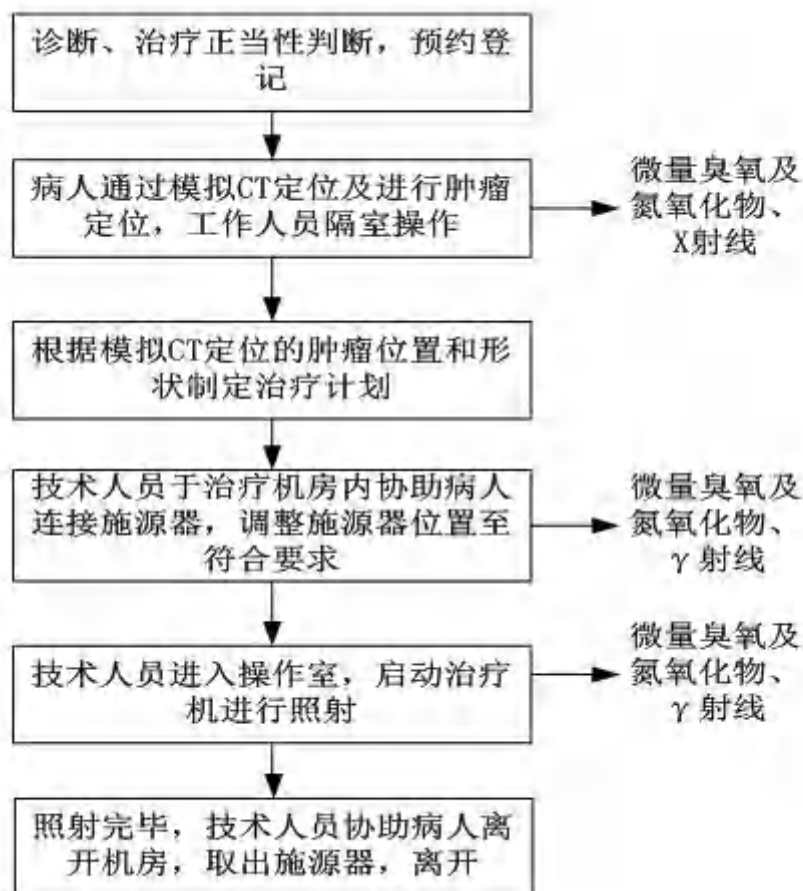 诊断、治疗正当性判断，预约登
记
病人通过模拟CT定位及进行肿瘤
定位，工作人员隔室操作
微量臭氧及
氮氧化物、
X射线
根据模拟CT定位的肿瘤位置和形
状制定治疗计划
技术人员于治疗机房内协助病人
连接施源器，调整施源器位置至
符合要求
微量臭氧及
氮氧化物、
γ射线
技术人员进入操作室，启动治疗
机进行照射
微量臭氧及
氮氧化物、
γ射线
照射完毕，技术人员协助病人离
开机房，取出施源器，离开